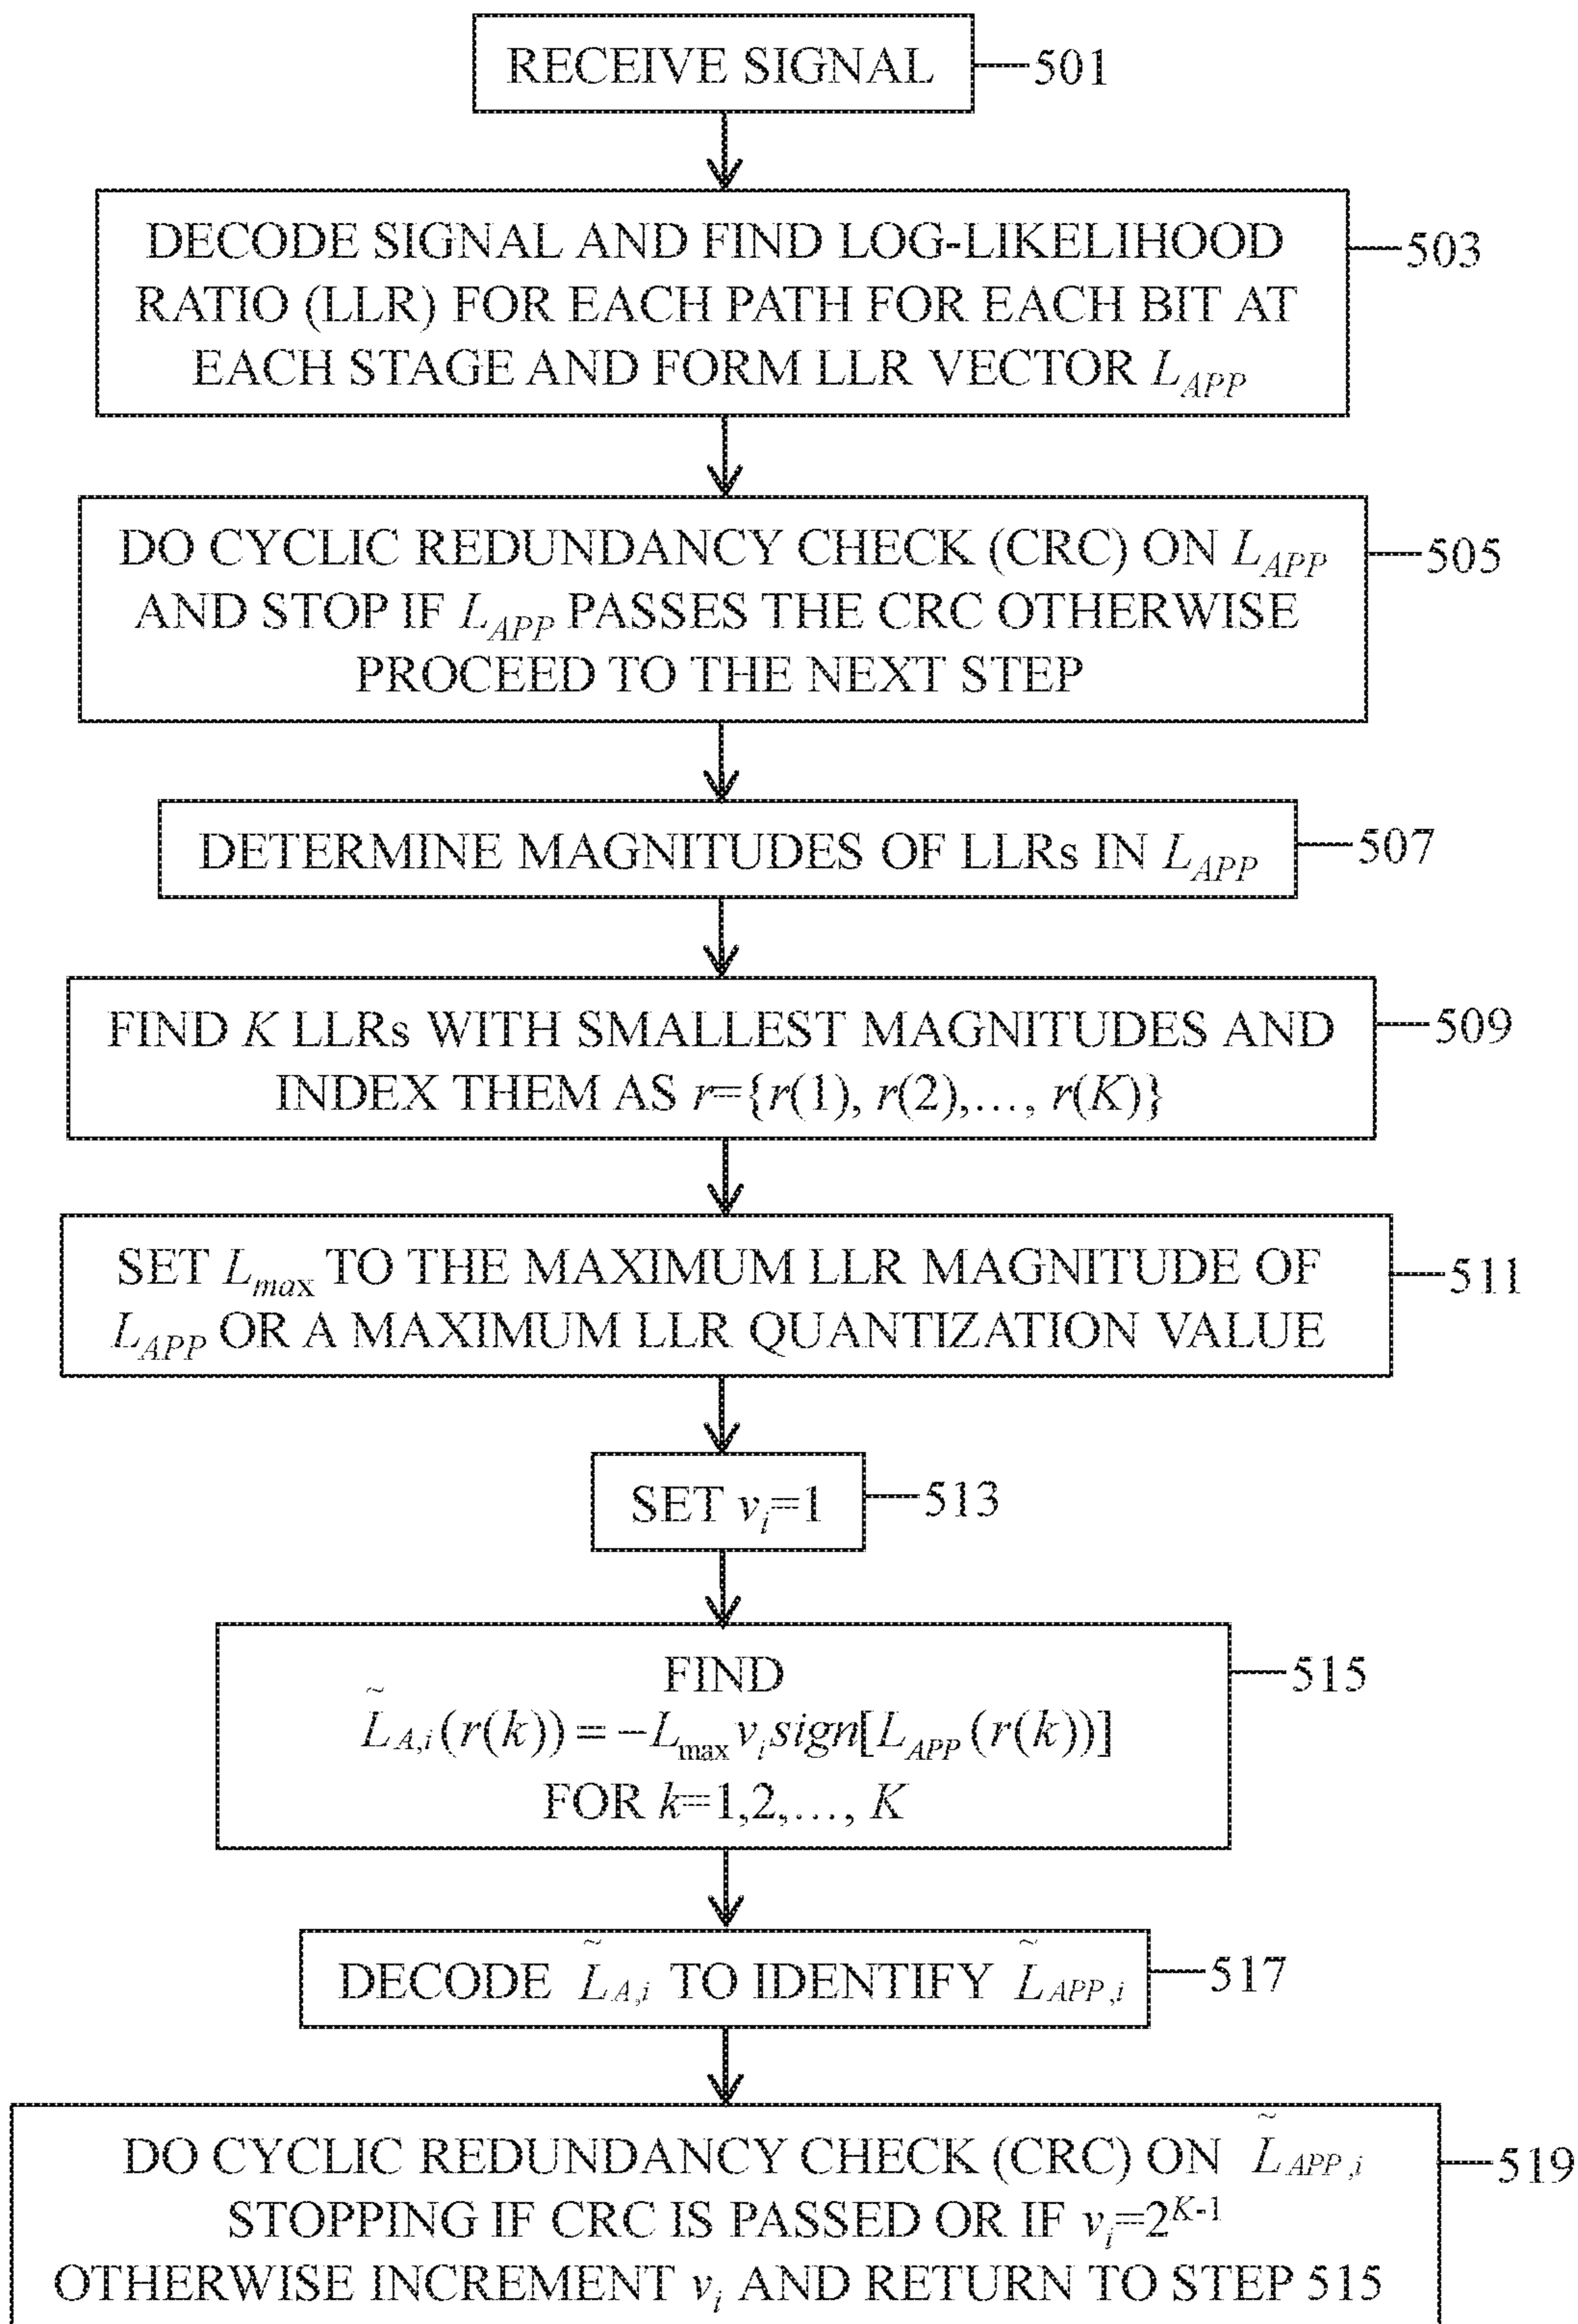 RECEIVE SIGNAL
501
DECODE SIGNAL AND FIND LOG-LIKELIHOOD
RATIO (LLR) FOR EACH PATH FOR EACH BIT AT
EACH STAGE AND FORM LLR VECTOR L_APP
503
DO CYCLIC REDUNDANCY CHECK (CRC) ON L_APP
AND STOP IF L_APP PASSES THE CRC OTHERWISE
PROCEED TO THE NEXT STEP
505
DETERMINE MAGNITUDES OF LLRs IN L_APP
507
FIND K LLRs WITH SMALLEST MAGNITUDES AND
INDEX THEM AS r={r(1), r(2),..., r(K)}
509
SET L_max TO THE MAXIMUM LLR MAGNITUDE OF
L_APP OR A MAXIMUM LLR QUANTIZATION VALUE
511
SET v_i=1
513
FIND
L̃_A,i(r(k)) = −L_max v_i sign[L_APP(r(k))]
FOR k=1,2,..., K
515
DECODE L̃_A,i TO IDENTIFY L̃_APP,i
517
DO CYCLIC REDUNDANCY CHECK (CRC) ON L̃_APP,i
STOPPING IF CRC IS PASSED OR IF v_i=2^K-1
OTHERWISE INCREMENT v_i AND RETURN TO STEP 515
519